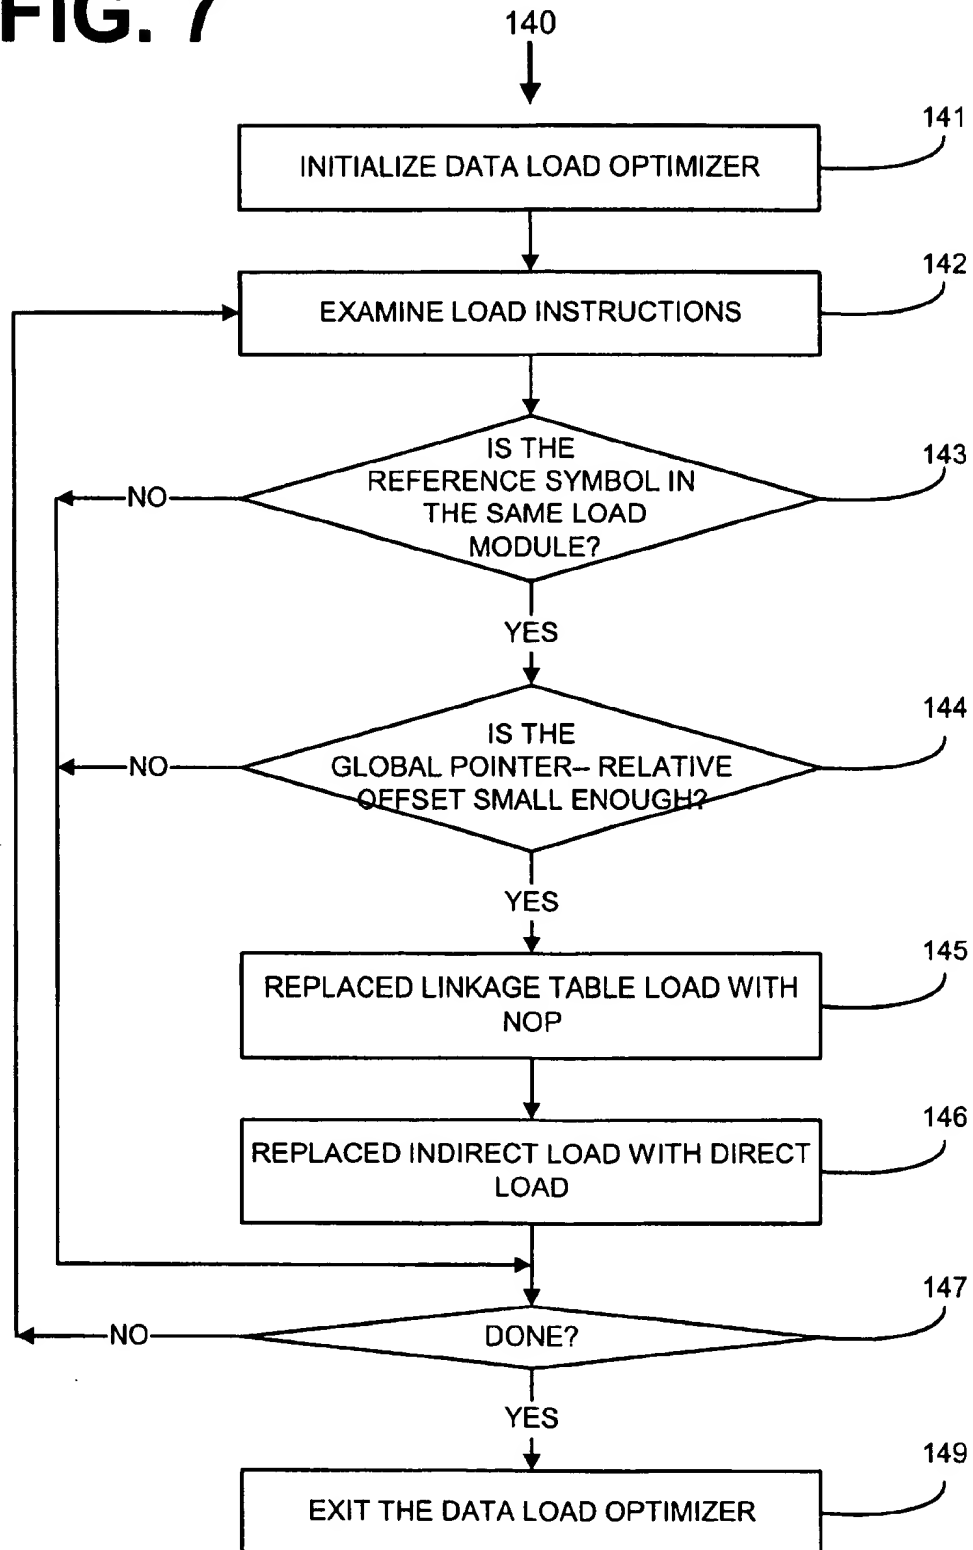 FIG. 7
140
141
INITIALIZE DATA LOAD OPTIMIZER
142
EXAMINE LOAD INSTRUCTIONS
143
IS THE
REFERENCE SYMBOL IN
THE SAME LOAD
MODULE?
NO
YES
144
IS THE
GLOBAL POINTER– RELATIVE
OFFSET SMALL ENOUGH?
NO
YES
145
REPLACED LINKAGE TABLE LOAD WITH
NOP
146
REPLACED INDIRECT LOAD WITH DIRECT
LOAD
147
DONE?
NO
YES
149
EXIT THE DATA LOAD OPTIMIZER